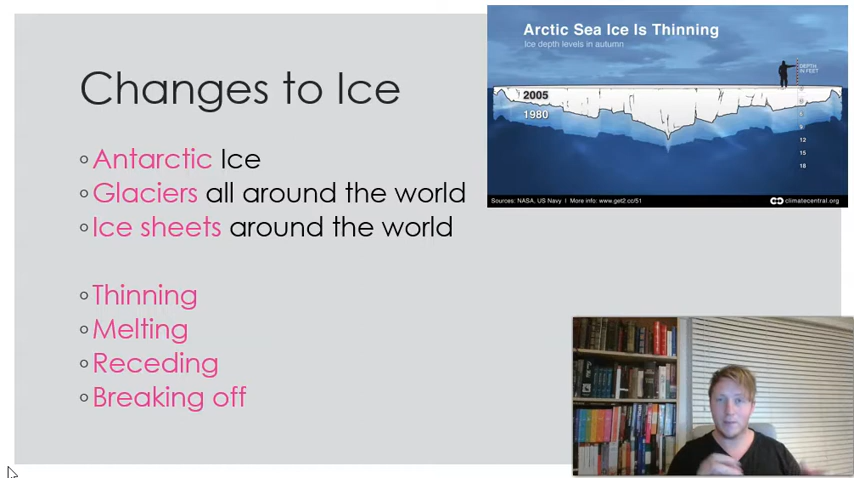 Changes to Ice
Antarctic Ice
Glaciers all around the world
Ice sheets around the world
Thinning
Melting
Receding
Breaking off
Arctic Sea Ice Is Thinning
Ice depth levels in autumn
DEPTH
IN FEET
2005
1980
9
12
15
18
Sources: NASA, US Navy | More info: www.get2.cc/51
climatecentral.org